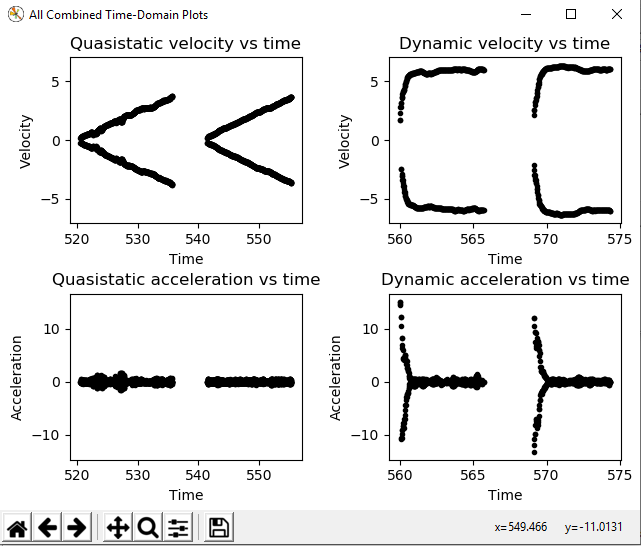 All Combined Time-Domain Plots
Quasistatic velocity vs time
Dynamic velocity vs time
5
0
−5
Velocity
520 530 540 550
Time
5
0
−5
Velocity
560 565 570 575
Time
Quasistatic acceleration vs time
Dynamic acceleration vs time
10
0
−10
Acceleration
520 530 540 550
Time
10
0
−10
Acceleration
560 565 570 575
Time
x=549.466 y=-11.0131